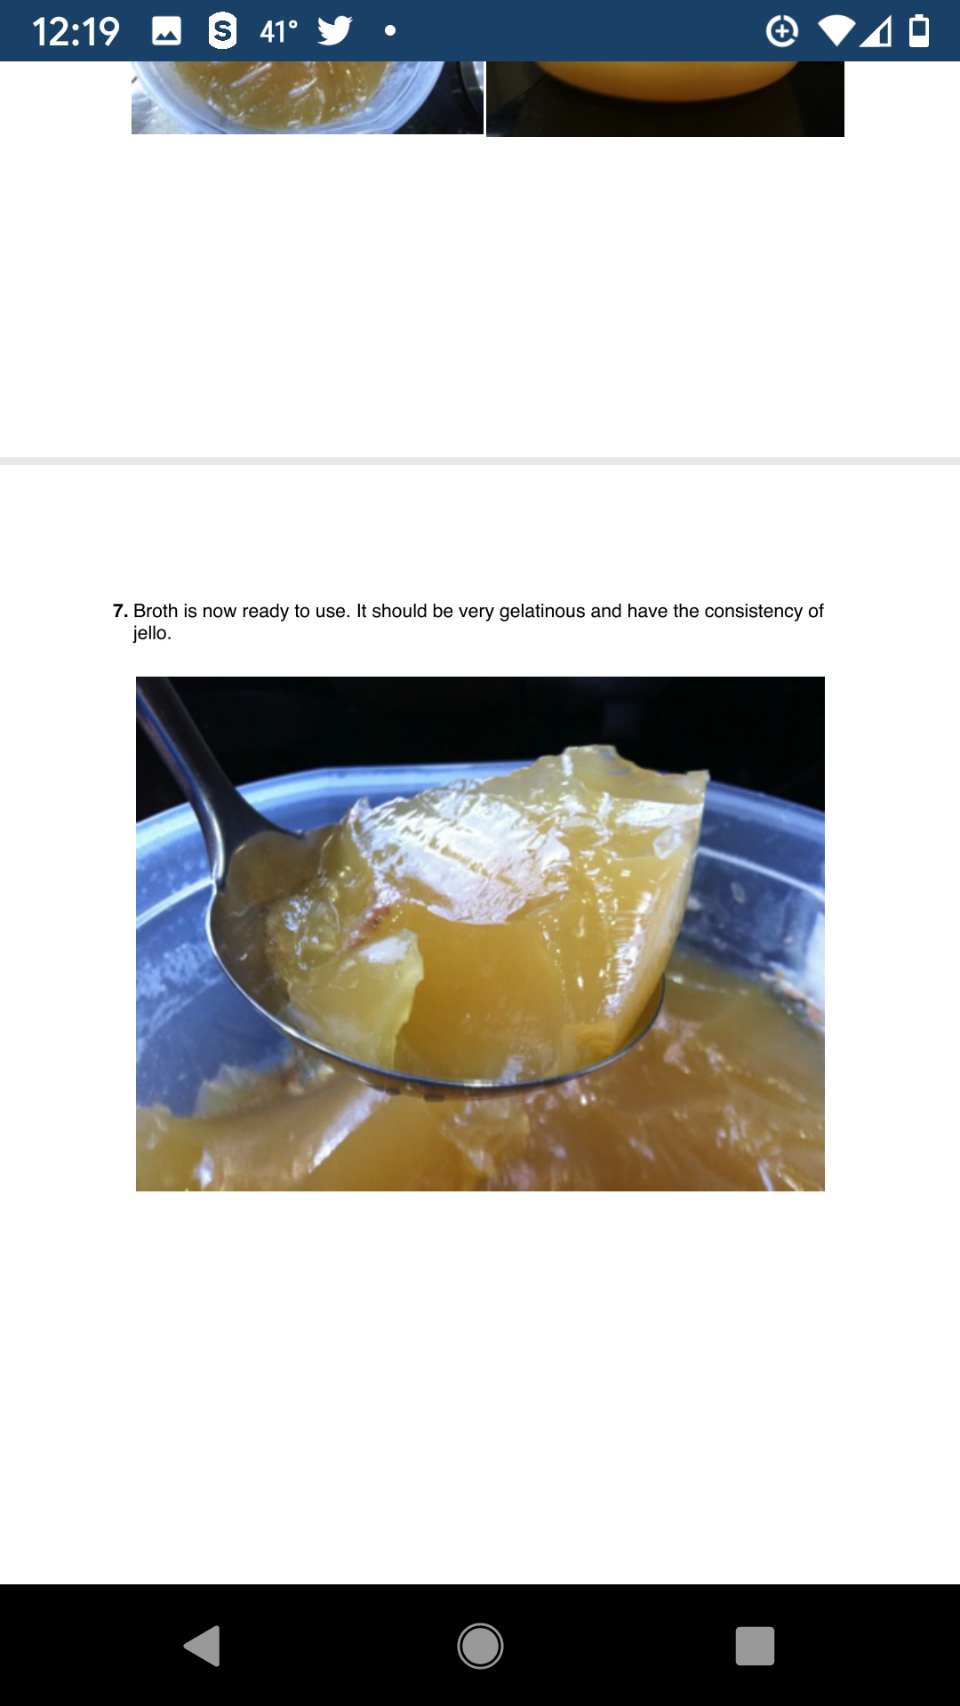 12:19 S 41°
7. Broth is now ready to use. It should be very gelatinous and have the consistency of
jello.